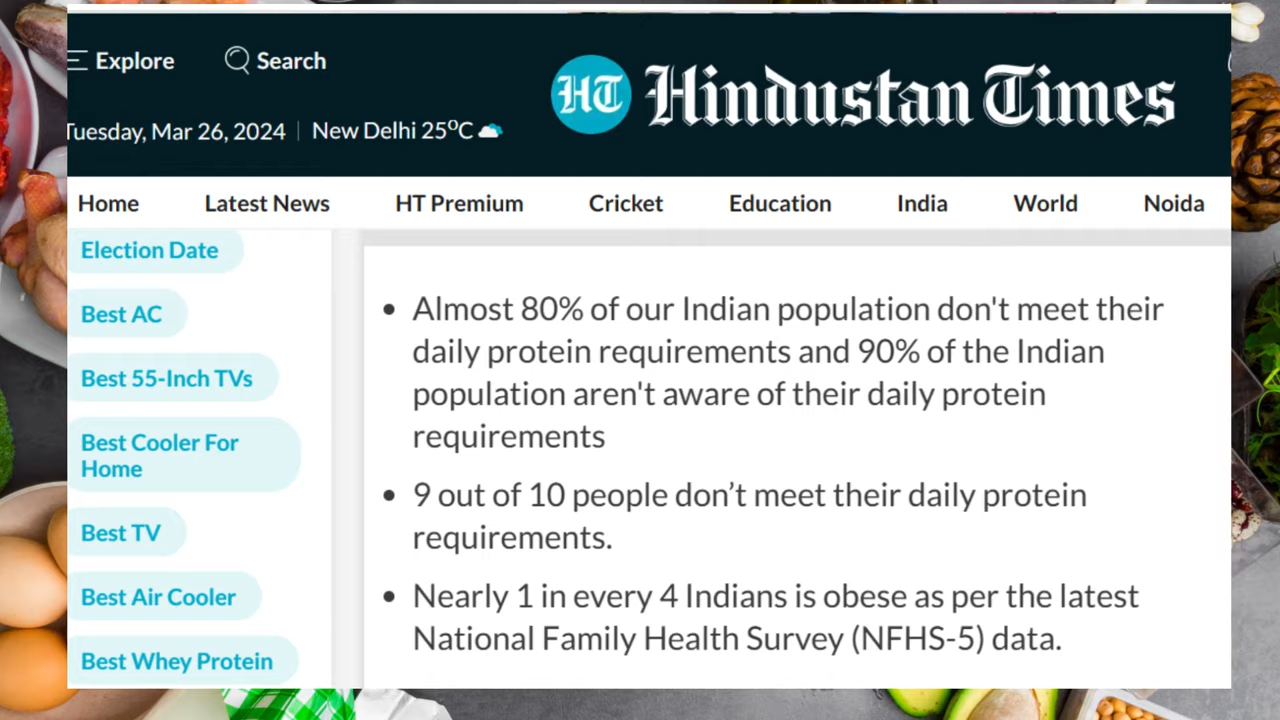 Explore
Search
HT Hindustan Times
Tuesday, Mar 26, 2024 | New Delhi 25°C
Home Latest News HT Premium Cricket Education India World Noida
Election Date
Best AC
Best 55-Inch TVs
Best Cooler For
Home
Best TV
Best Air Cooler
Best Whey Protein
• Almost 80% of our Indian population don't meet their
daily protein requirements and 90% of the Indian
population aren't aware of their daily protein
requirements
• 9 out of 10 people don’t meet their daily protein
requirements.
• Nearly 1 in every 4 Indians is obese as per the latest
National Family Health Survey (NFHS-5) data.